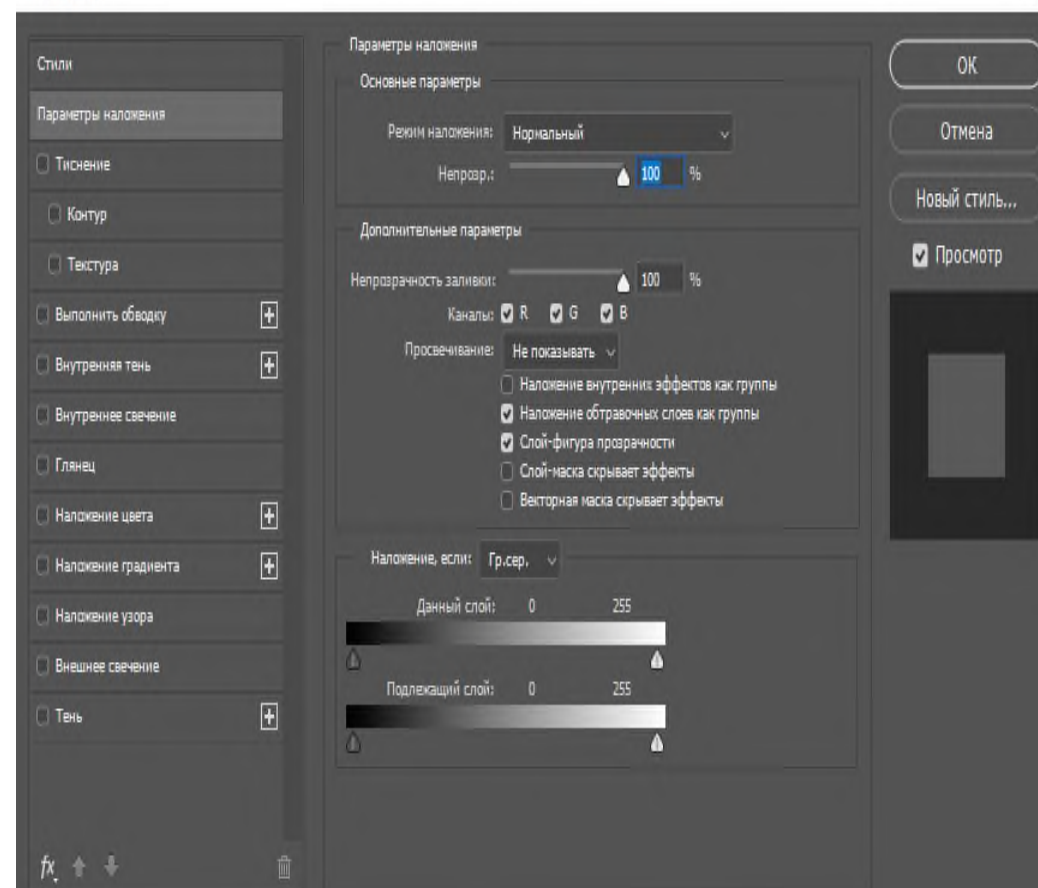 Стили
Параметры наложения
Тиснение
Контур
Текстура
Выполнить обводку
Внутренняя тень
Внутреннее свечение
Глянец
Наложение цвета
Наложение градиента
Наложение узора
Внешнее свечение
Тень
fx
Параметры наложения
Основные параметры
Режим наложения: Нормальный
Непрозр.: 100 %
Дополнительные параметры
Непрозрачность заливки: 100 %
Каналы: R G B
Просвечивание: Не показывать
Наложение внутренних эффектов как группы
Наложение обтравочных слоев как группы
Слой-фигура прозрачности
Слой-маска скрывает эффекты
Векторная маска скрывает эффекты
Наложение, если: Гр.сер.
Данный слой: 0 255
Подлежащий слой: 0 255
ОК
Отмена
Новый стиль...
Просмотр